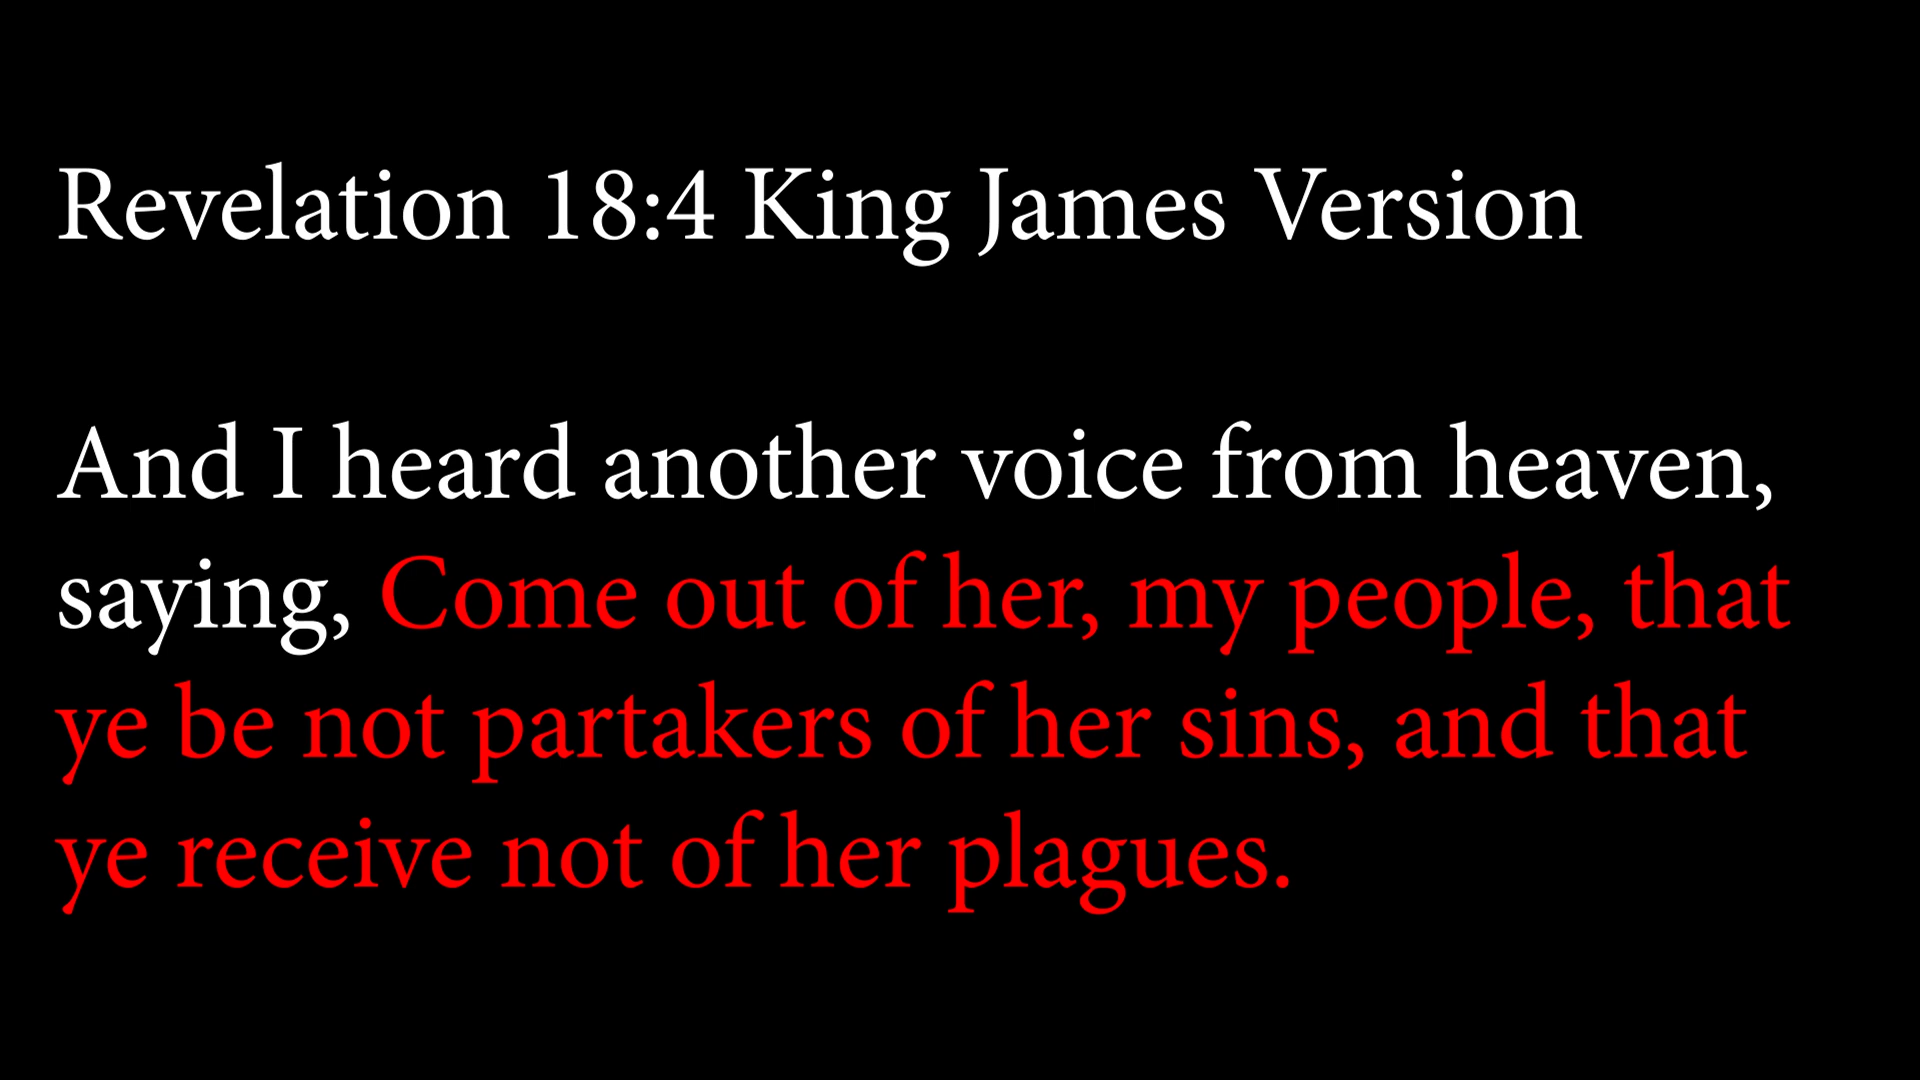 Revelation 18:4 King James Version
And I heard another voice from heaven,
saying, Come out of her, my people, that
ye be not partakers of her sins, and that
ye receive not of her plagues.